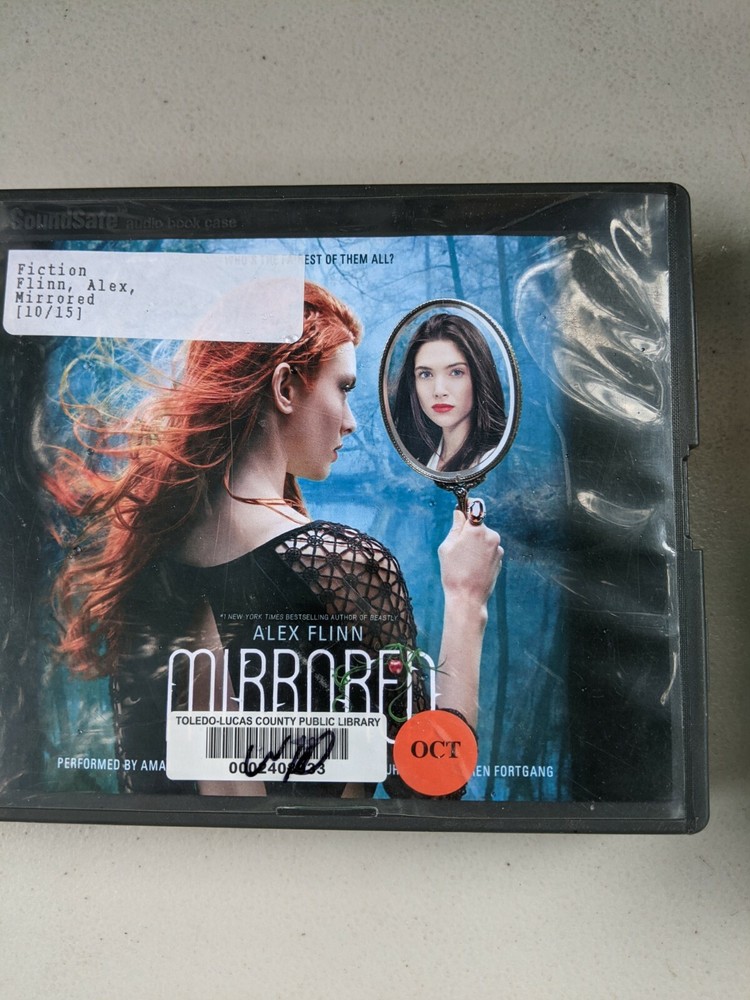 SoundSafe audio book case
EST OF THEM ALL?
Fiction
Flinn, Alex,
Mirrored
[10/15]
#1 NEW YORK TIMES BESTSELLING AUTHOR OF BEASTLY
ALEX FLINN
MIRRORED
TOLEDO-LUCAS COUNTY PUBLIC LIBRARY
OCT
PERFORMED BY AMA
EN FORTGANG